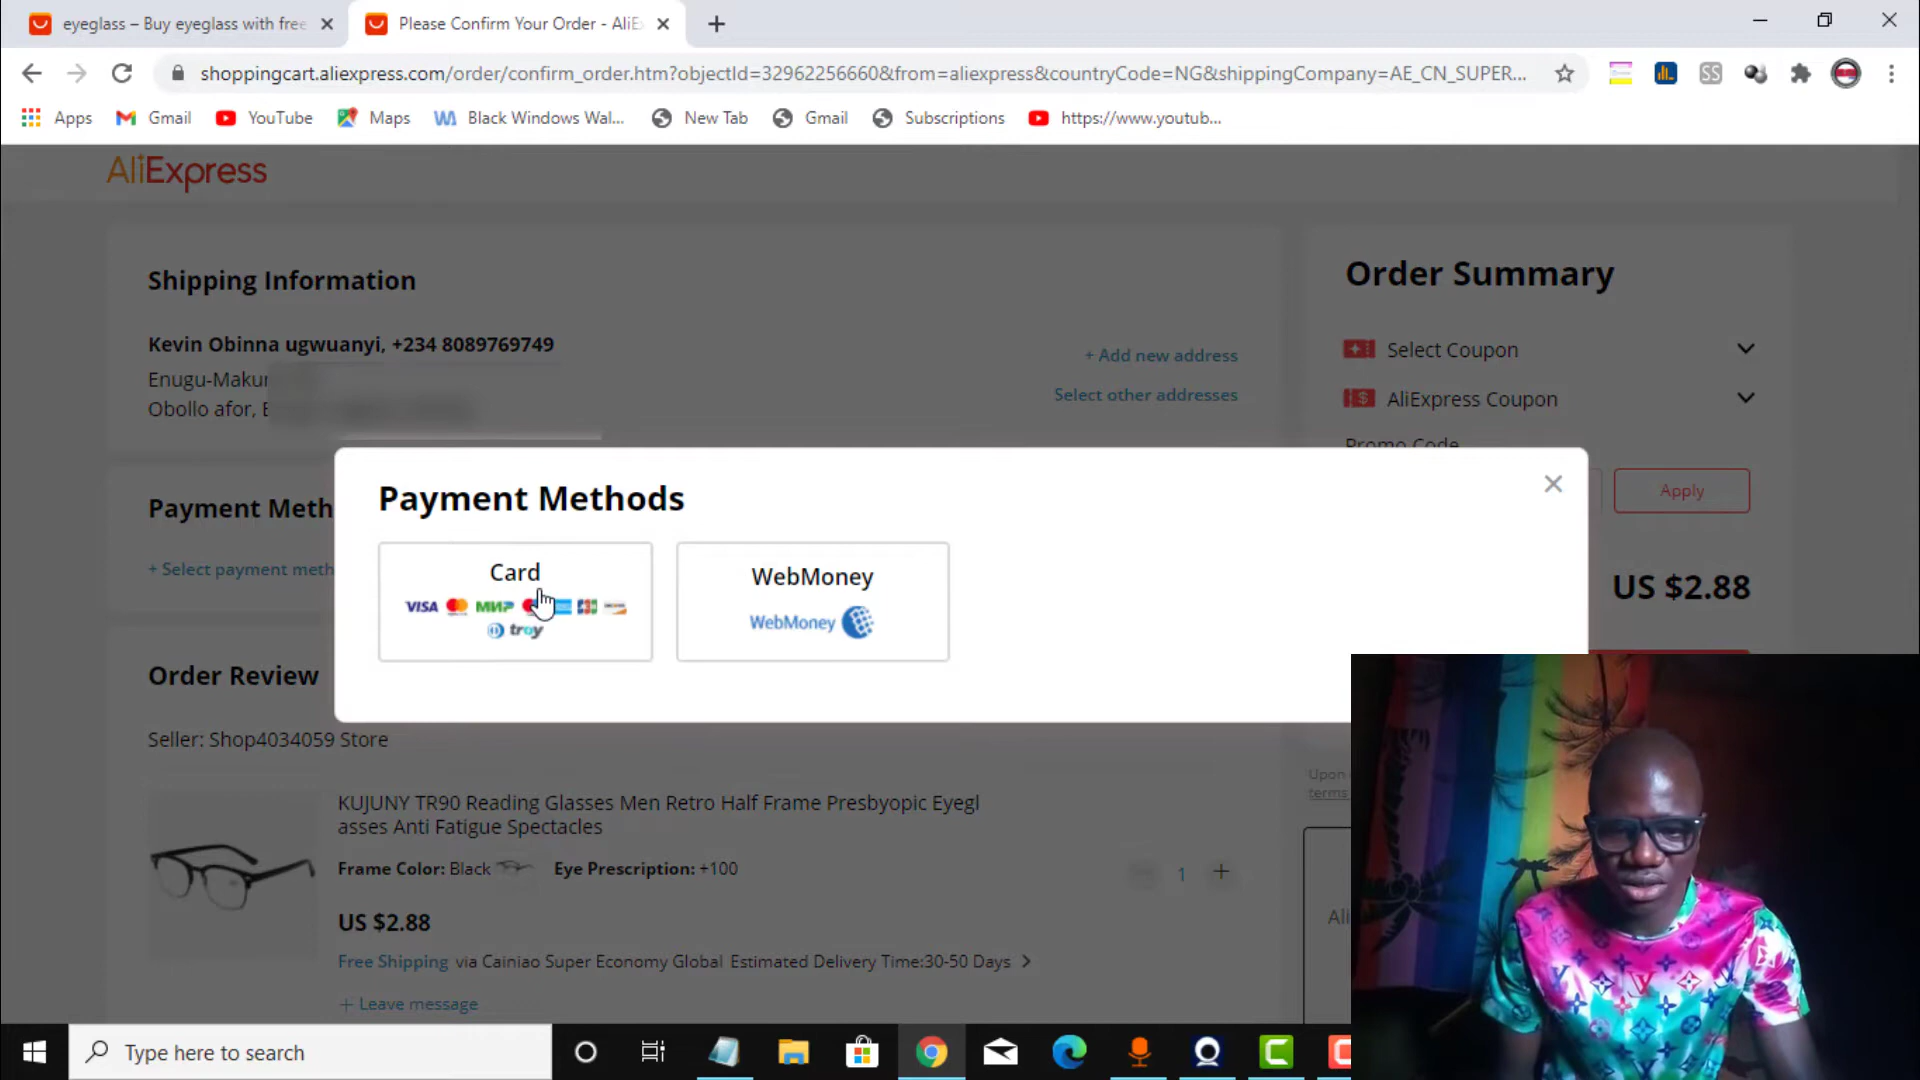 eyeglass – Buy eyeglass with free
Please Confirm Your Order - AliE
shoppingcart.aliexpress.com/order/confirm_order.htm?objectId=32962256660&from=aliexpress&countryCode=NG&shippingCompany=AE_CN_SUPER...
SS
Apps
Gmail
YouTube
Maps
Black Windows Wal...
New Tab
Gmail
Subscriptions
https://www.youtub...
AliExpress
Shipping Information
Kevin Obinna ugwuanyi, +234 8089769749
Enugu-Makur
Obollo afor, E
+ Add new address
Select other addresses
Order Summary
Select Coupon
AliExpress Coupon
Promo Code
Apply
US $2.88
Payment Meth
+ Select payment meth
Payment Methods
Card
VISA МИР
troy
WebMoney
WebMoney
Order Review
Seller: Shop4034059 Store
KUJUNY TR90 Reading Glasses Men Retro Half Frame Presbyopic Eyegl
asses Anti Fatigue Spectacles
Frame Color: Black Eye Prescription: +100
1
US $2.88
Free Shipping via Cainiao Super Economy Global Estimated Delivery Time:30-50 Days
+ Leave message
Upon
terms
Ali
Type here to search